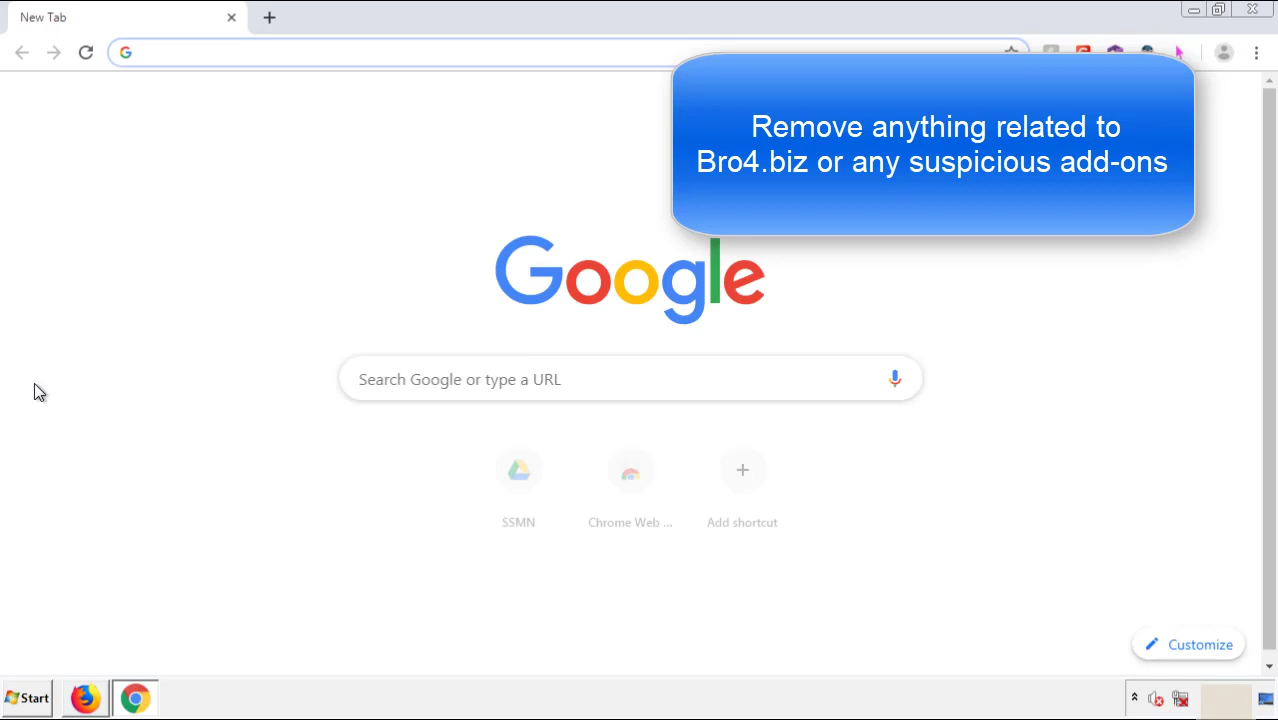 New Tab
Remove anything related to
Bro4.biz or any suspicious add-ons
Google
Search Google or type a URL
SSMN
Chrome Web ...
Add shortcut
Customize
Start